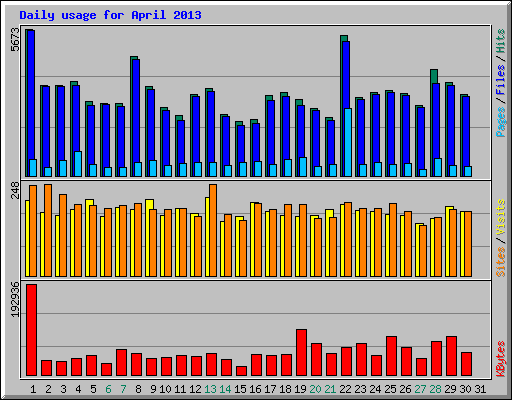 Daily usage for April 2013
5673
Pages / Files / Hits
248
Sites / Visits
192936
KBytes
1 2 3 4 5 6 7 8 9 10 11 12 13 14 15 16 17 18 19 20 21 22 23 24 25 26 27 28 29 30 31